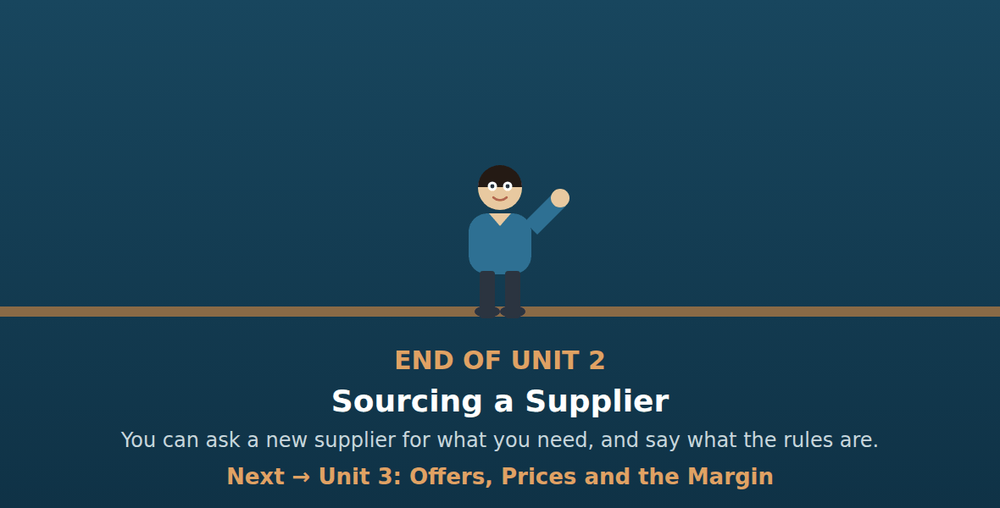 END OF UNIT 2
Sourcing a Supplier
You can ask a new supplier for what you need, and say what the rules are.
Next → Unit 3: Offers, Prices and the Margin